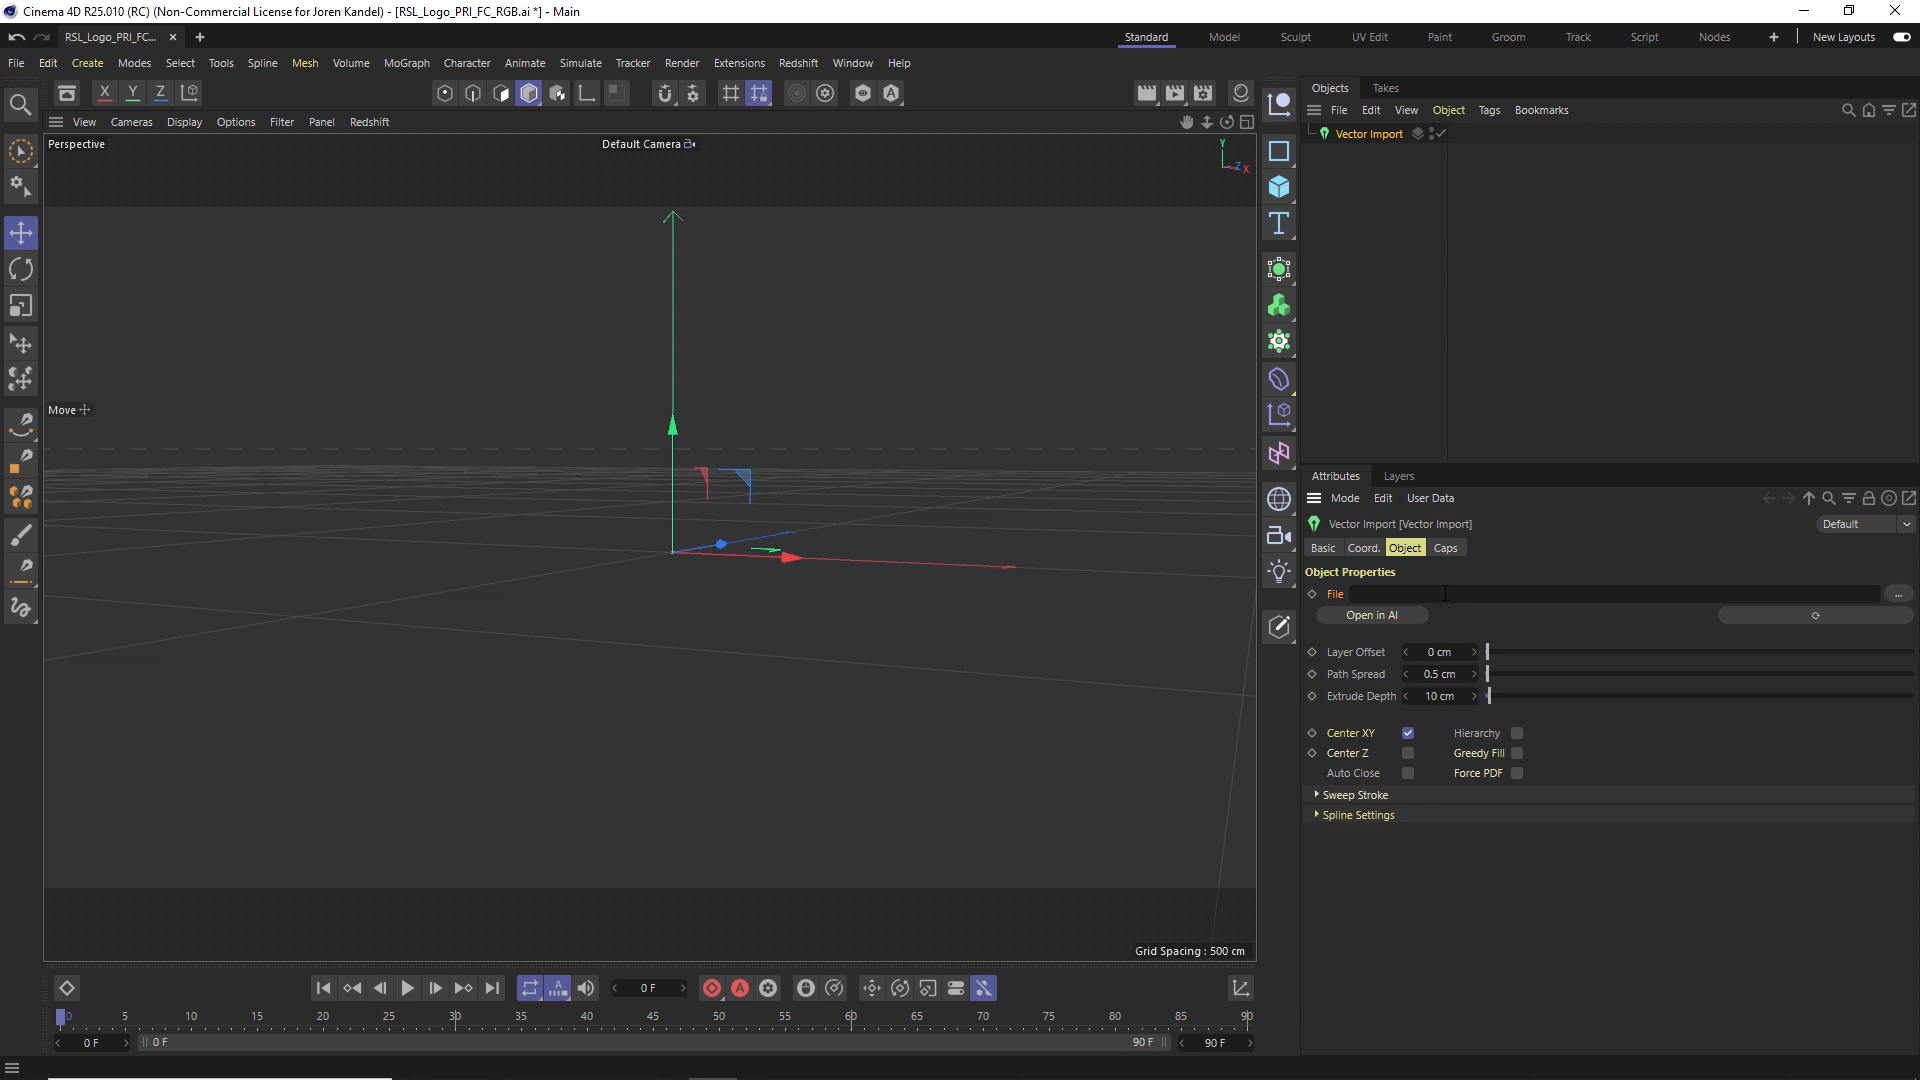 Cinema 4D R25.010 (RC) (Non-Commercial License for Joren Kandel) - [RSL_Logo_PRI_FC_RGB.ai *] - Main
RSL_Logo_PRI_FC... × +
Standard Model Sculpt UV Edit Paint Groom Track Script Nodes + New Layouts
File Edit Create Modes Select Tools Spline Mesh Volume MoGraph Character Animate Simulate Tracker Render Extensions Redshift Window Help
X Y Z
Objects Takes
File Edit View Object Tags Bookmarks
View Cameras Display Options Filter Panel Redshift
Vector Import
Perspective
Default Camera
Y
Z X
Move
Attributes Layers
Mode Edit User Data
Vector Import [Vector Import]
Default
Basic Coord. Object Caps
Object Properties
File ...
Open in AI
Layer Offset 0 cm
Path Spread 0.5 cm
Extrude Depth 10 cm
Center XY Hierarchy
Center Z Greedy Fill
Auto Close Force PDF
Sweep Stroke
Spline Settings
Grid Spacing : 500 cm
0 F
0 5 10 15 20 25 30 35 40 45 50 55 60 65 70 75 80 85 90
0 F 0 F 90 F 90 F